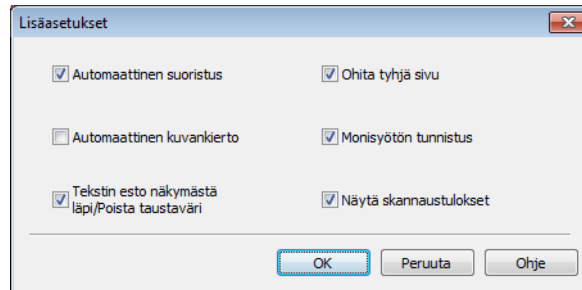 Lisäasetukset
Automaattinen suoristus
Ohita tyhjä sivu
Automaattinen kuvankierto
Monisyötön tunnistus
Tekstin esto näkymästä
läpi/Poista taustaväri
Näytä skannaustulokset
OK
Peruuta
Ohje